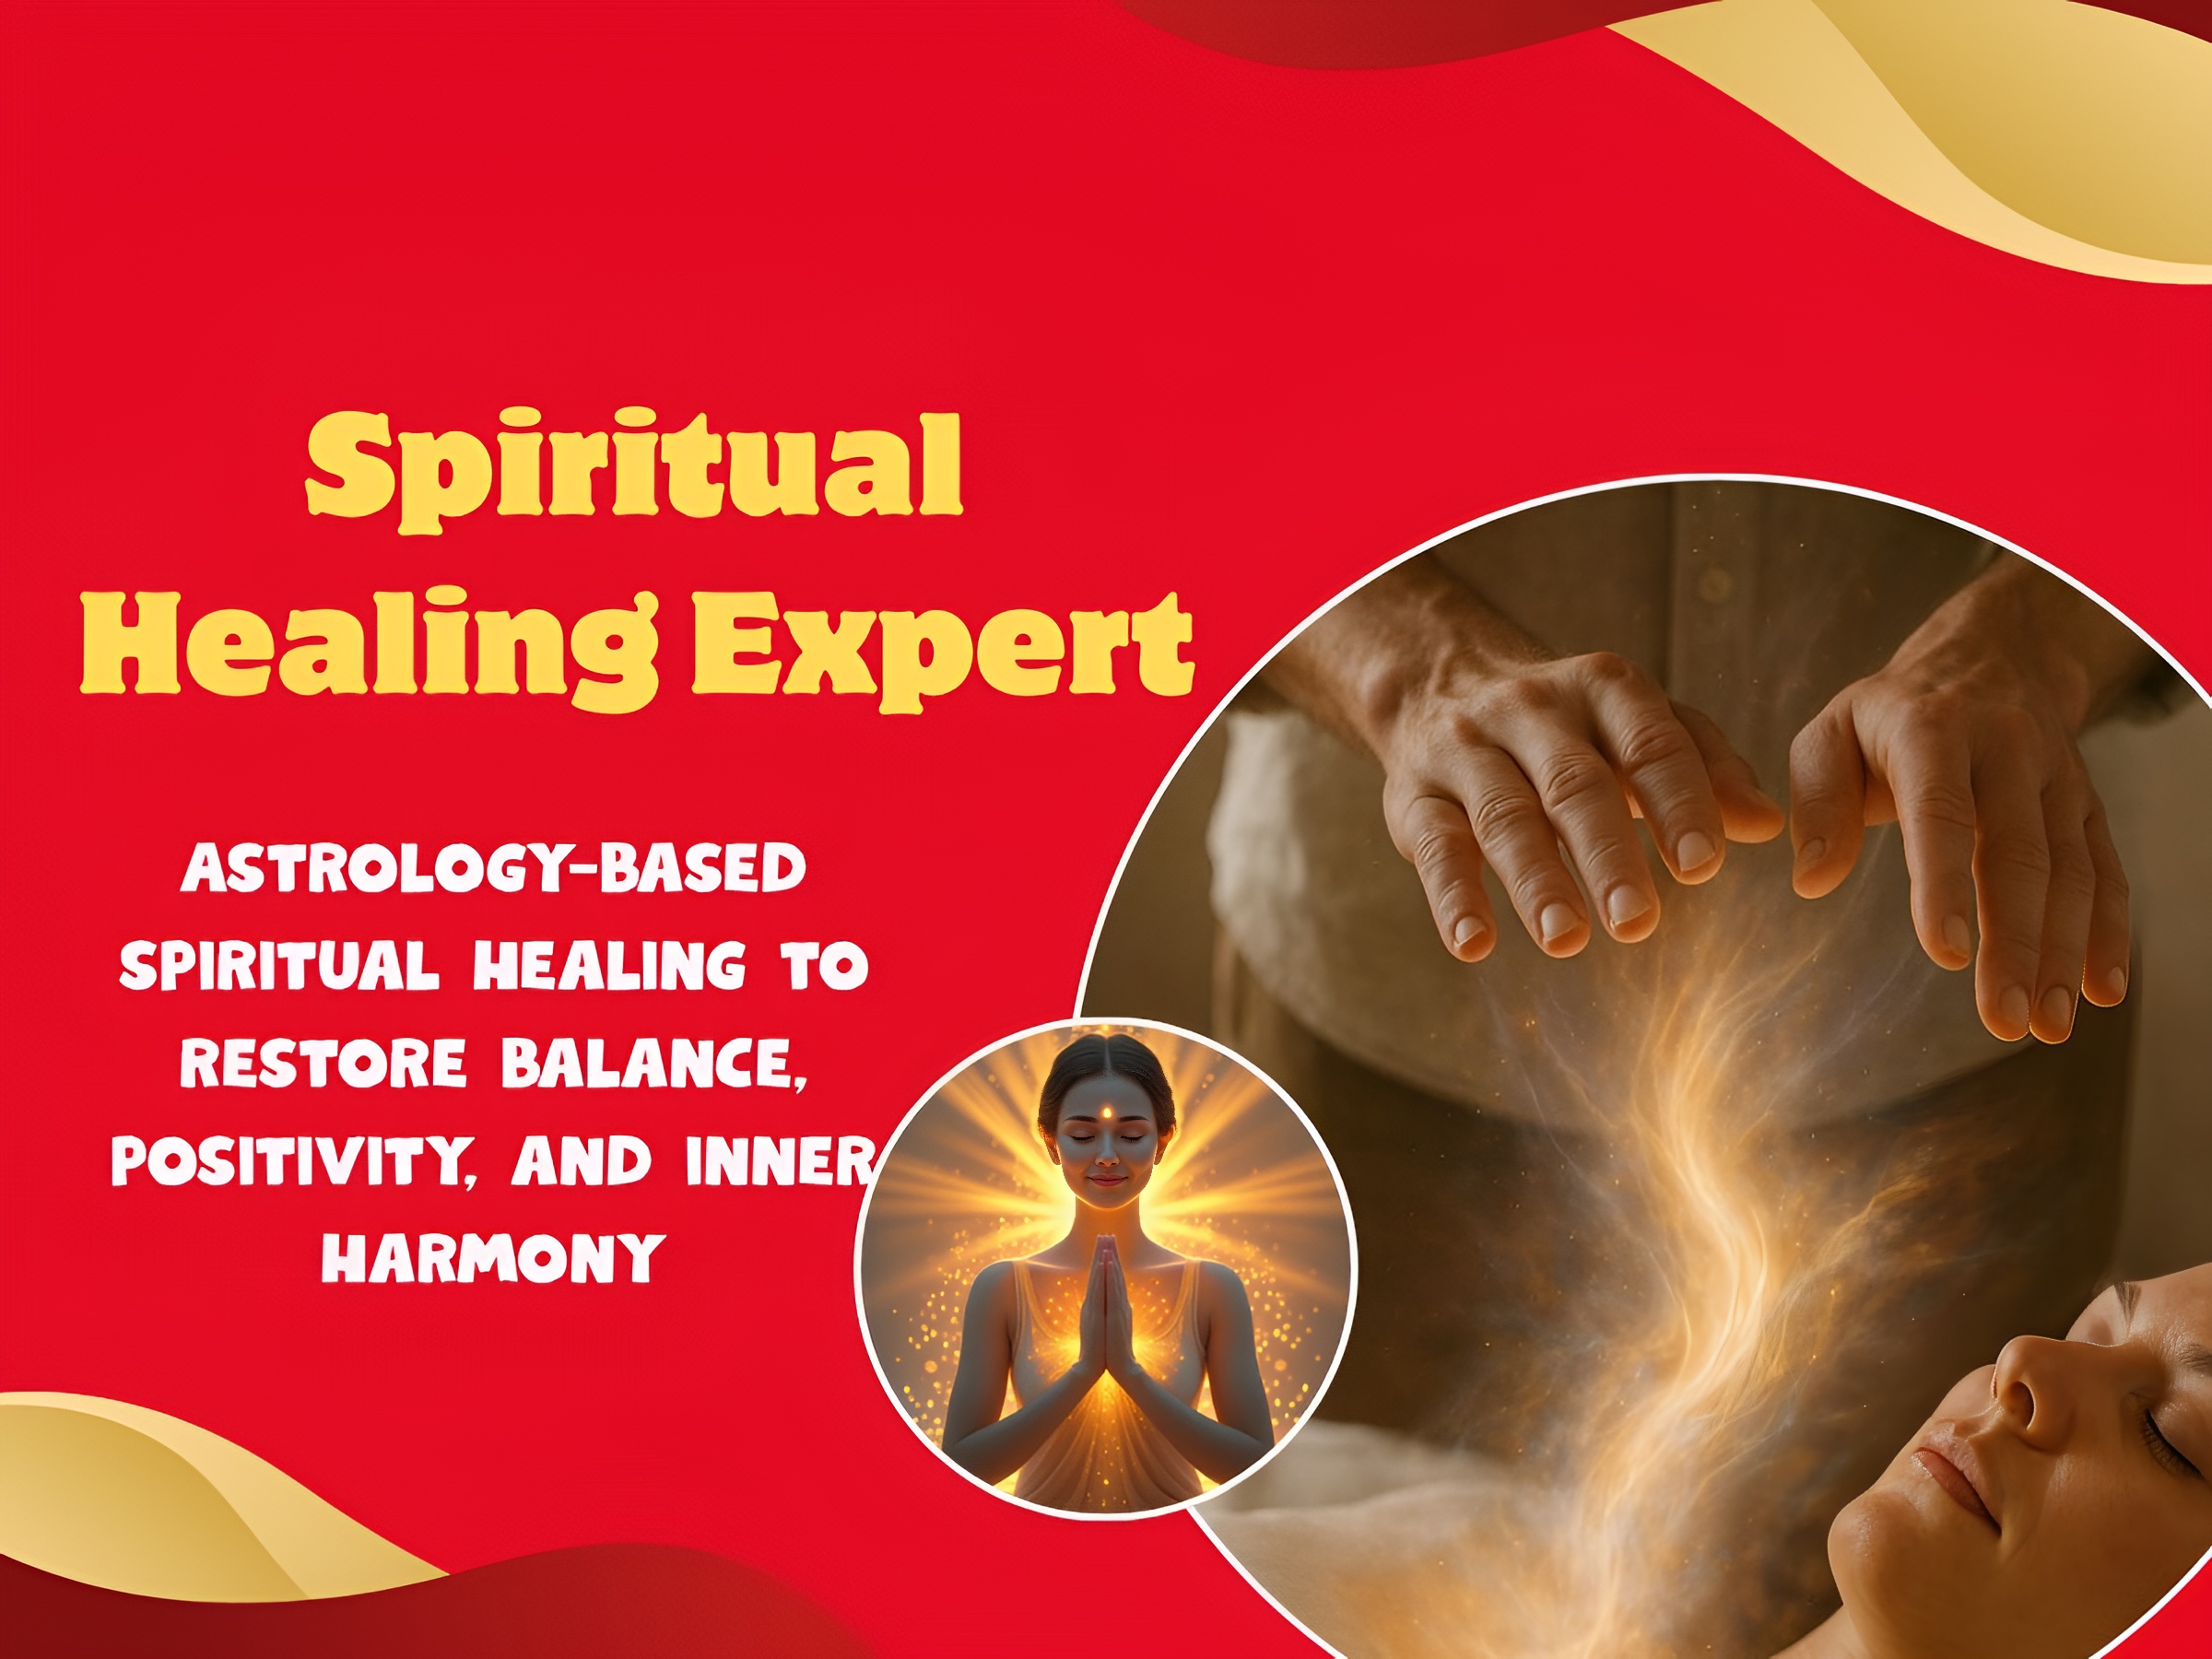 Spiritual
Healing Expert
ASTROLOGY-BASED
SPIRITUAL HEALING TO
RESTORE BALANCE,
POSITIVITY, AND INNER
HARMONY